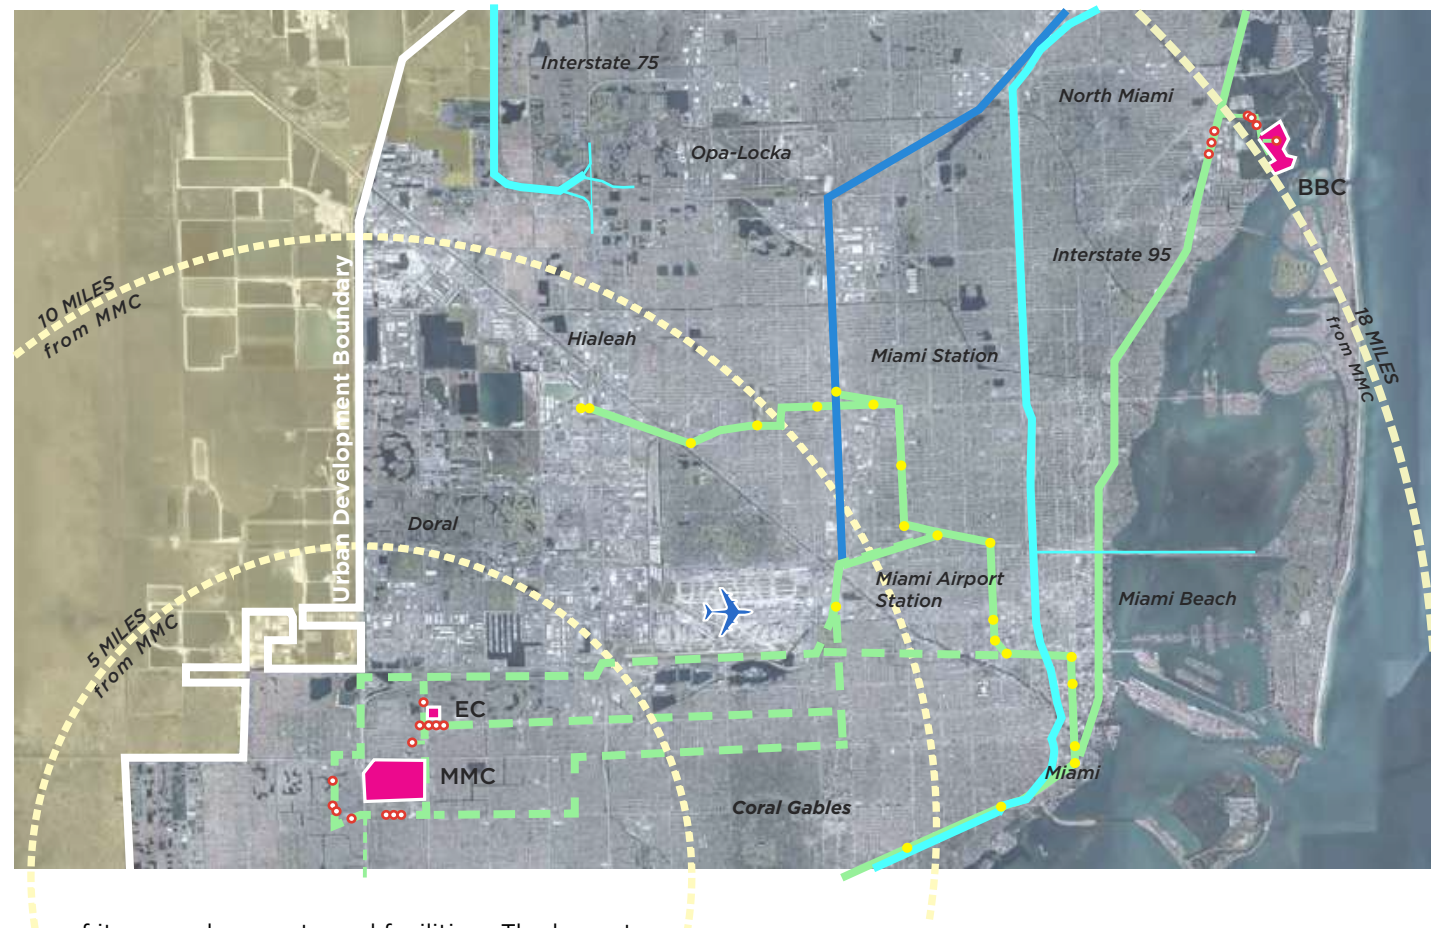 Interstate 75
North Miami
Opa-Locka
BBC
Interstate 95
10 MILES
from MMC
Urban Development Boundary
Hialeah
Miami Station
18 MILES
from MMC
Doral
Miami Airport
Station
Miami Beach
5 MILES
from MMC
EC
MMC
Miami
Coral Gables